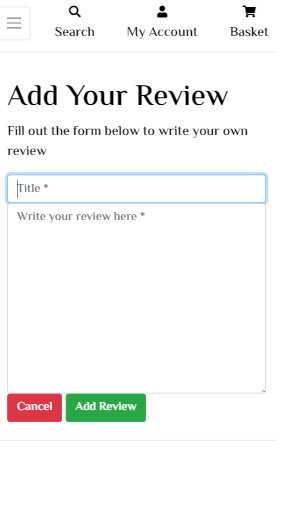 Search My Account Basket
Add Your Review
Fill out the form below to write your own
review
Title *
Write your review here *
Cancel Add Review